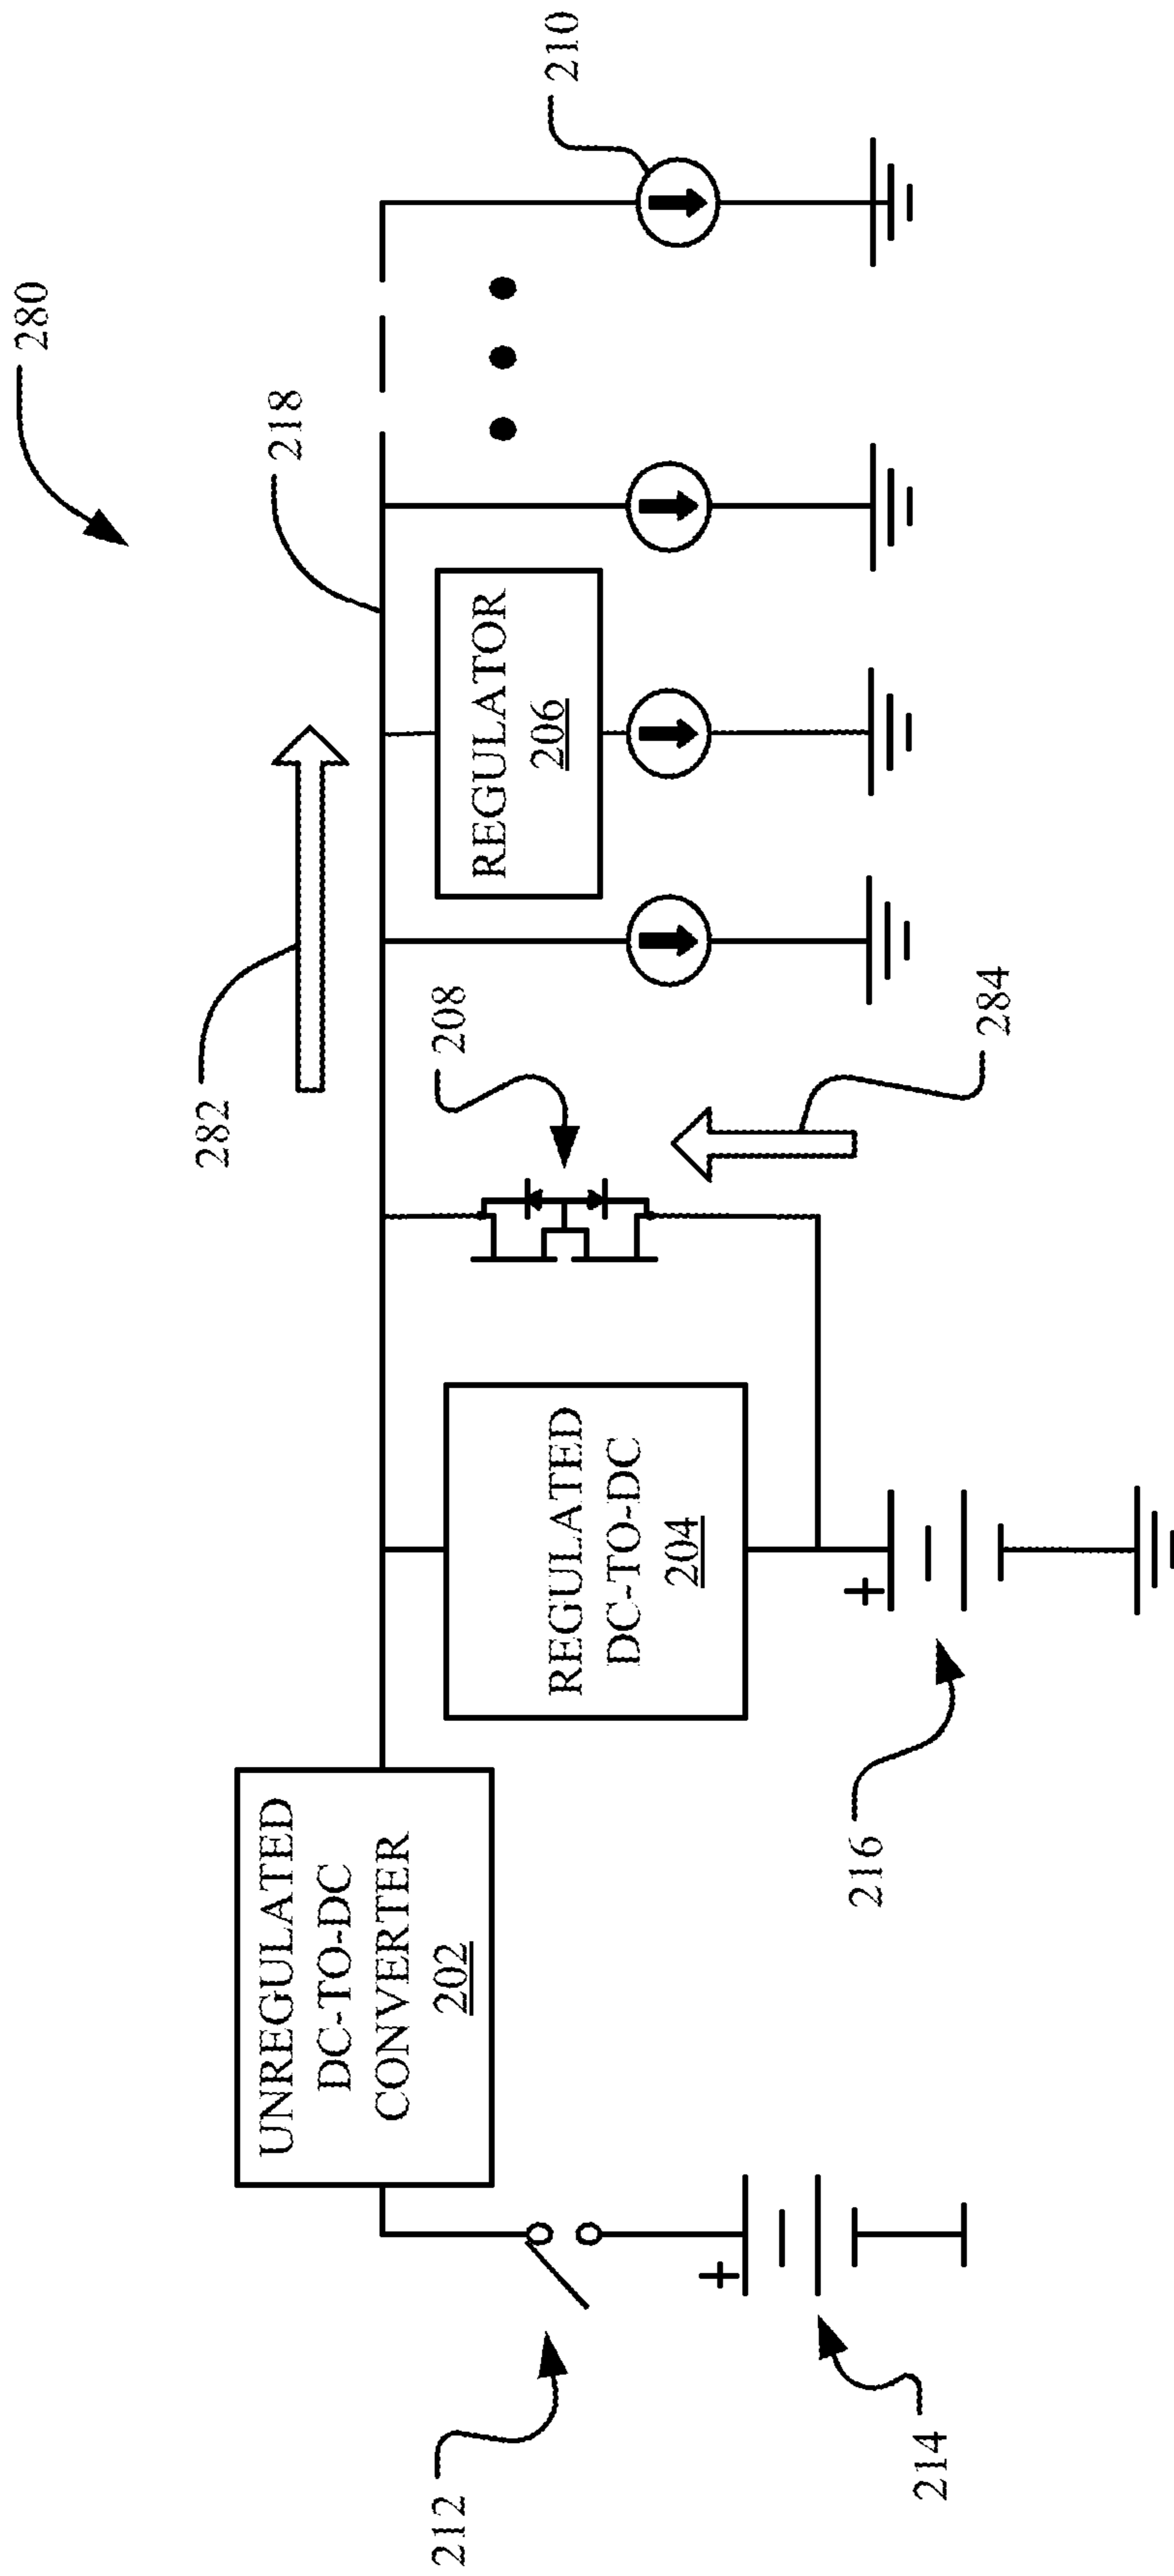 280
282
218
210
UNREGULATED
DC-TO-DC
CONVERTER
202
REGULATED
DC-TO-DC
204
208
REGULATOR
206
284
212
214
216
+
+